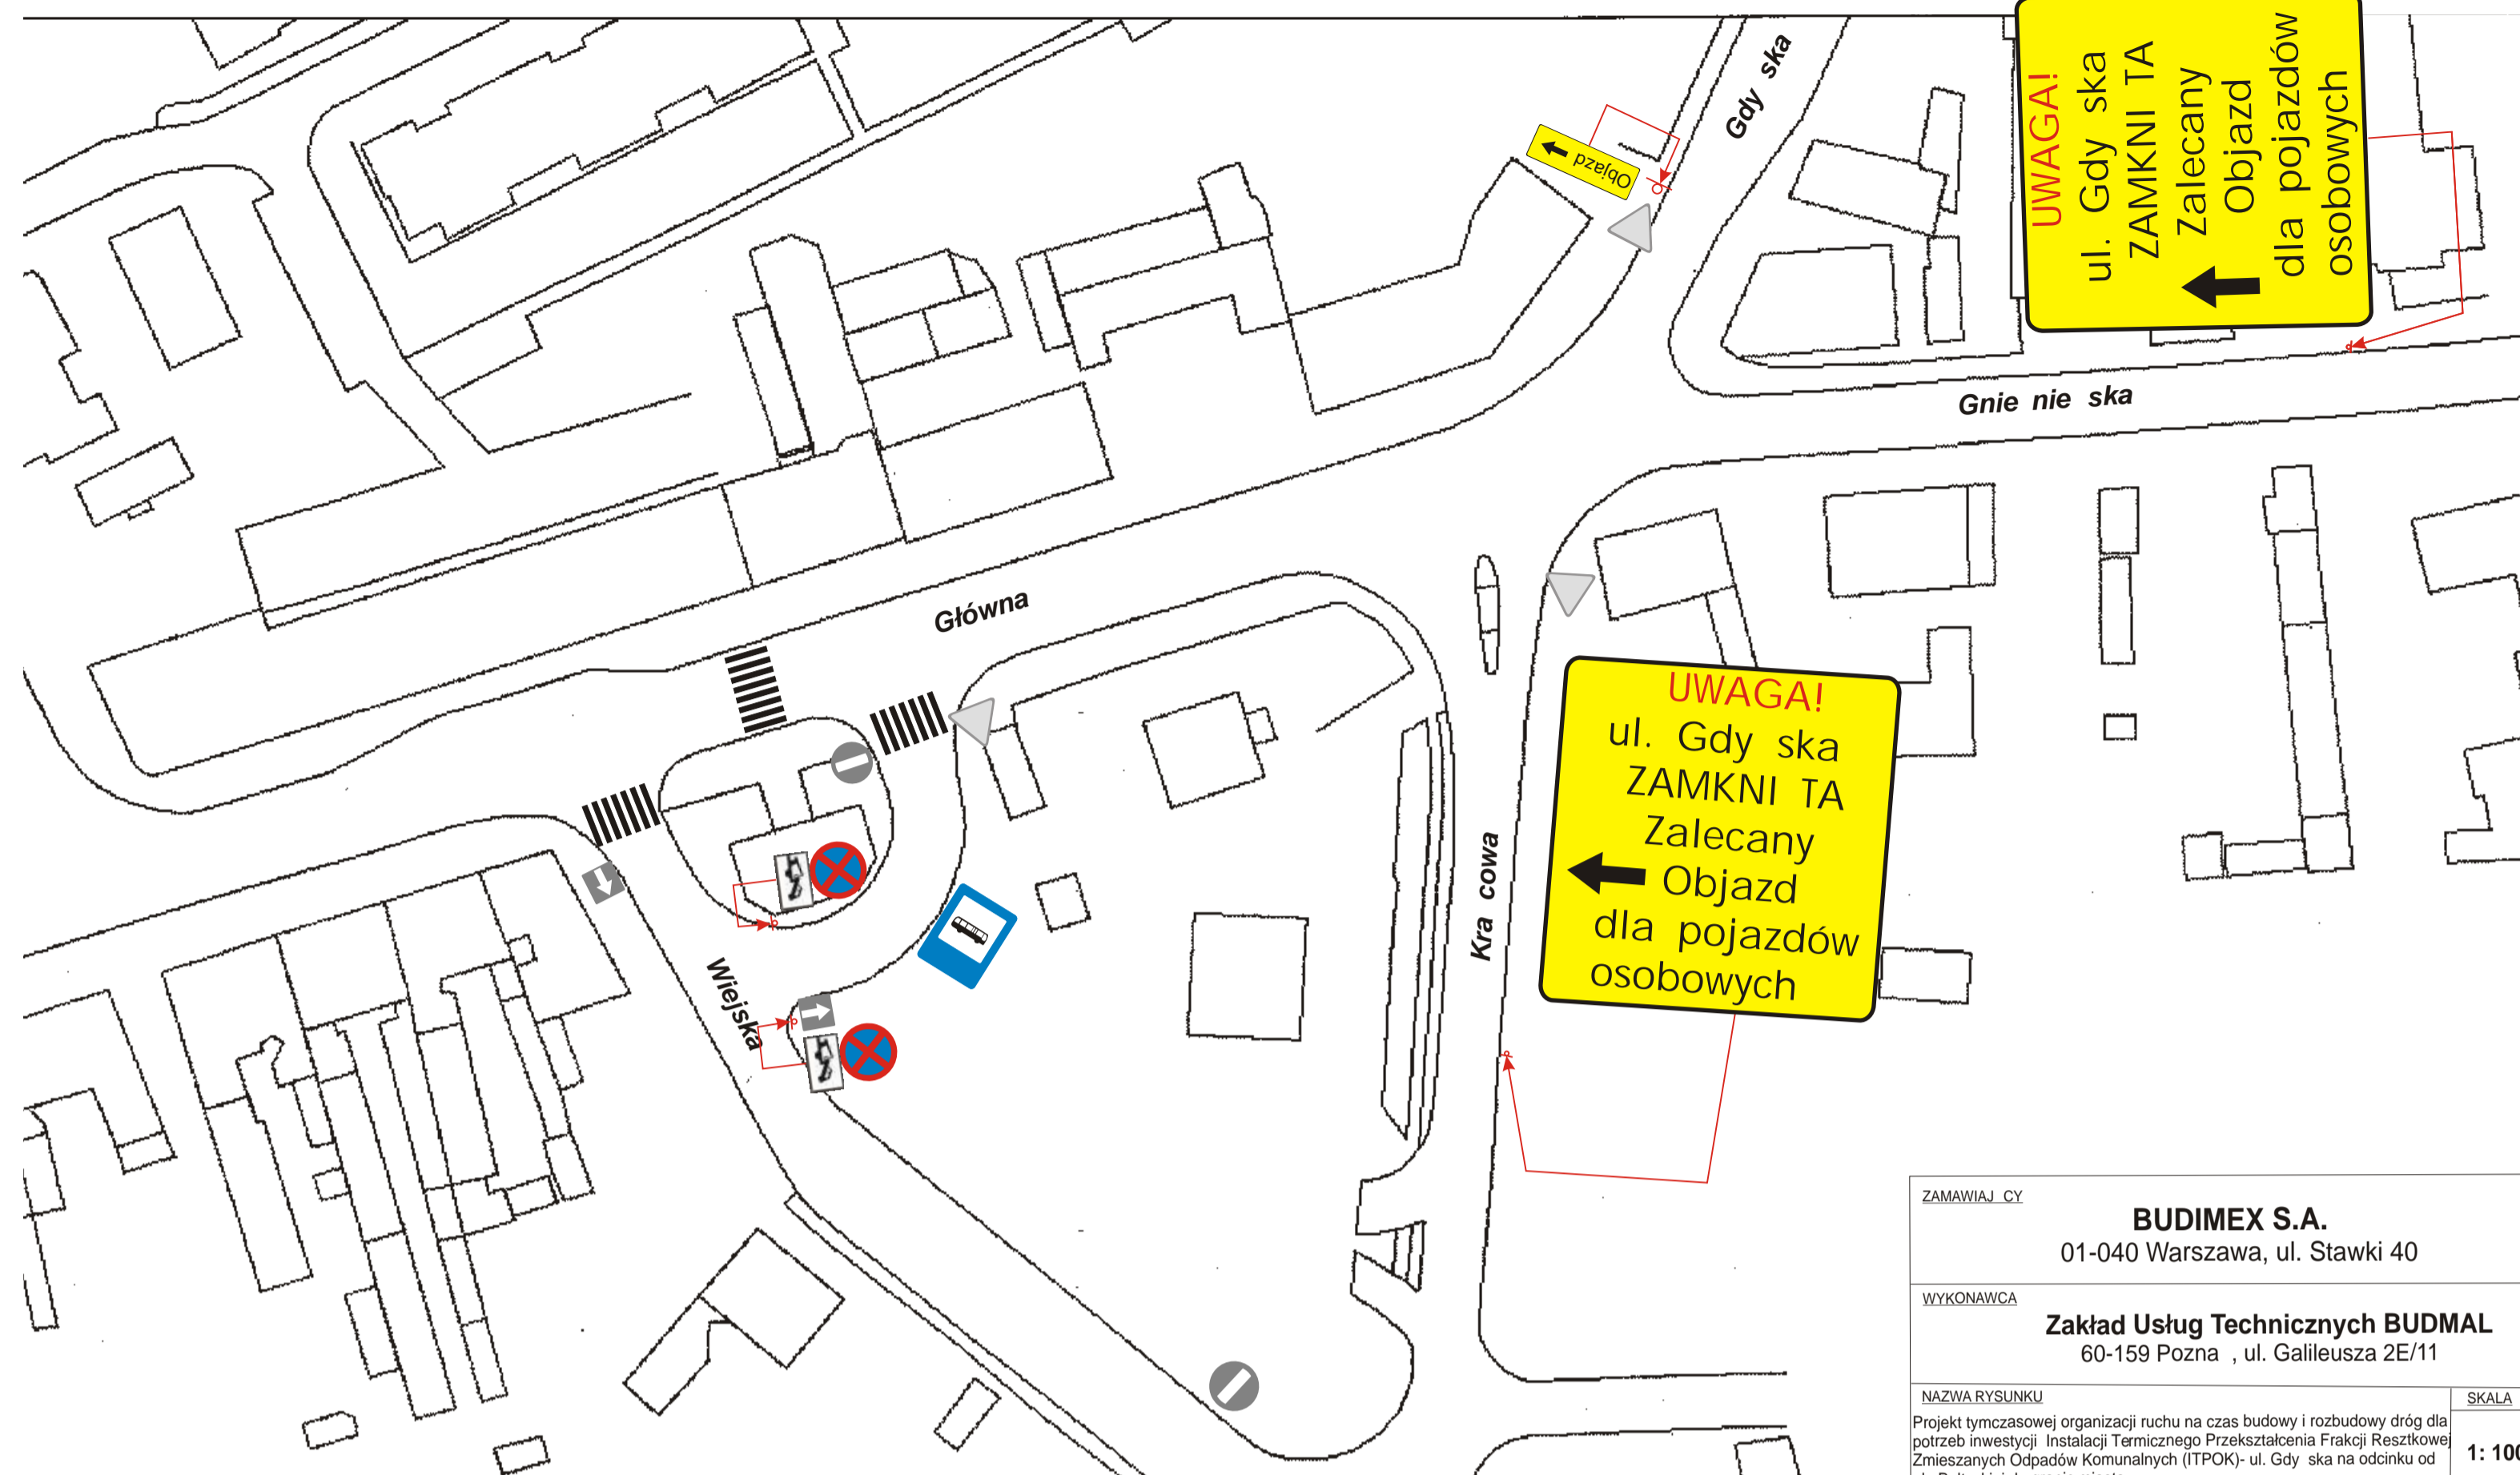 Gdy ska
Objazd
UWAGA!
ul. Gdy ska
ZAMKNI TA
Zalecany
Objazd
dla pojazdów
osobowych
Gnie nie ska
Główna
UWAGA!
ul. Gdy ska
ZAMKNI TA
Zalecany
Objazd
dla pojazdów
osobowych
Kra cowa
Wiejska
ZAMAWIAJ CY
BUDIMEX S.A.
01-040 Warszawa, ul. Stawki 40
WYKONAWCA
Zakład Usług Technicznych BUDMAL
60-159 Pozna , ul. Galileusza 2E/11
NAZWA RYSUNKU
SKALA
Projekt tymczasowej organizacji ruchu na czas budowy i rozbudowy dróg dla
potrzeb inwestycji Instalacji Termicznego Przekształcenia Frakcji Resztkowej
Zmieszanych Odpadów Komunalnych (ITPOK)- ul. Gdy ska na odcinku od
1: 100